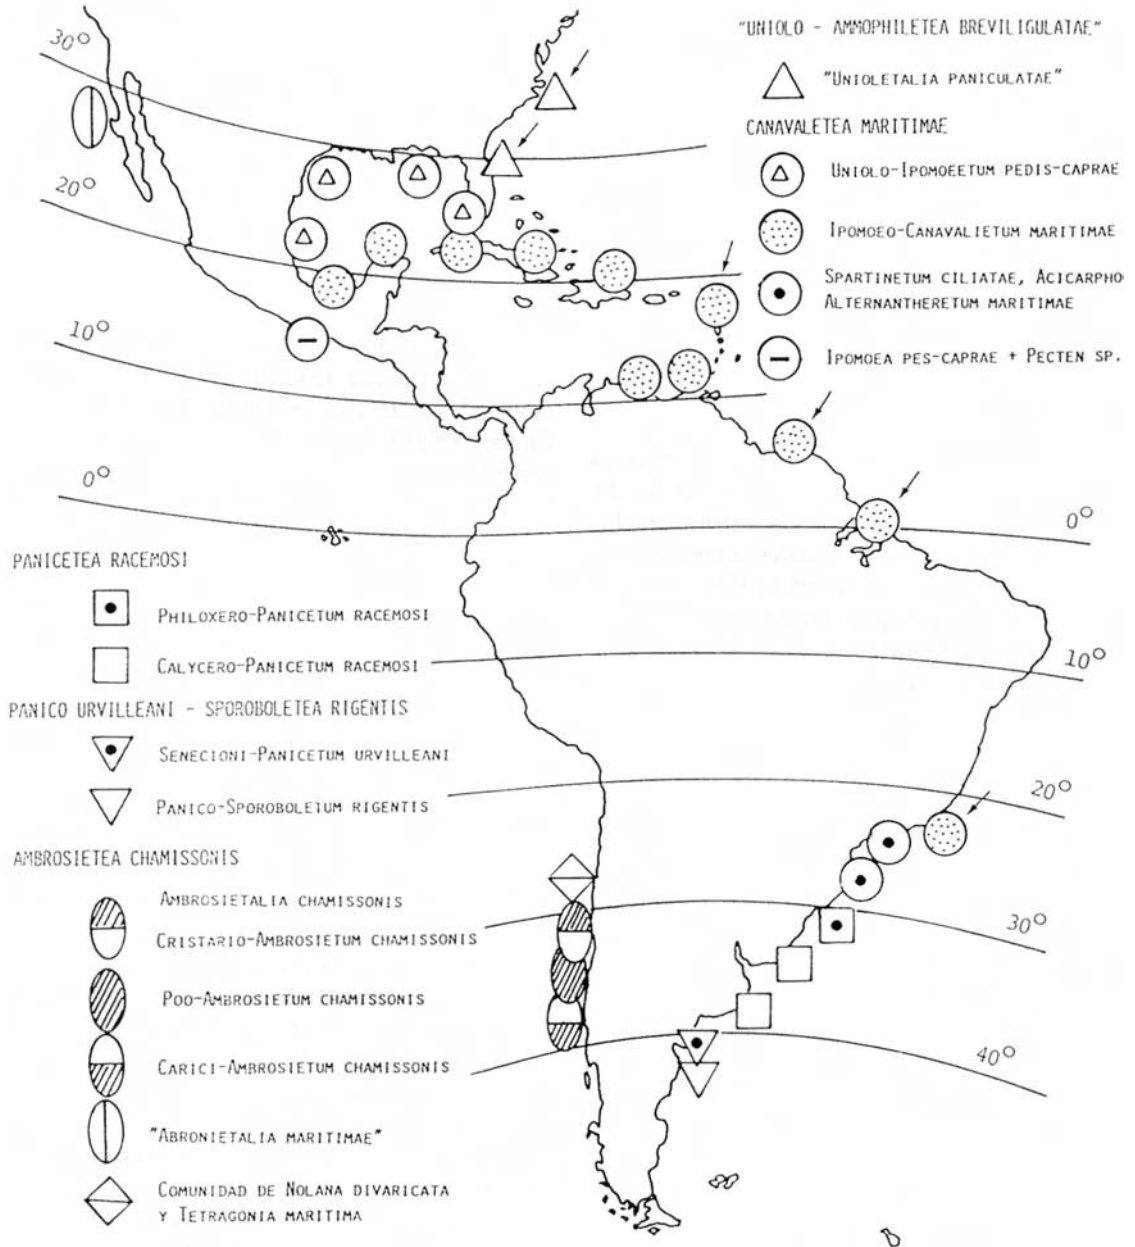 "UNIOLO - AMMOPHILETEA BREVILIGULATAE"
"UNIOLETALIA PANICULATAE"
CANAVALETEA MARITIMAE
UNIOLO-IPOMOEETUM PEDIS-CAPRAE
IPOMOEO-CANAVALIETUM MARITIMAE
SPARTINETUM CILIATAE, ACICARPHO
ALTERNANTHERETUM MARITIMAE
IPOMOEA PES-CAPRAE + PECTEN SP.
30°
20°
10°
0°
0°
10°
20°
30°
40°
PANICETEA RACEMOSI
PHILOXERO-PANICETUM RACEMOSI
CALYCERO-PANICETUM RACEMOSI
PANICO URVILLEANI - SPOROBOLETEA RIGENTIS
SENECIONI-PANICETUM URVILLEANI
PANICO-SPOROBOLETUM RIGENTIS
AMBROSIETEA CHAMISSONIS
AMBROSIETALIA CHAMISSONIS
CRISTARIO-AMBROSIETUM CHAMISSONIS
POO-AMBROSIETUM CHAMISSONIS
CARICI-AMBROSIETUM CHAMISSONIS
"ABRONIETALIA MARITIMAE"
COMUNIDAD DE NOLANA DIVARICATA
Y TETRAGONIA MARITIMA